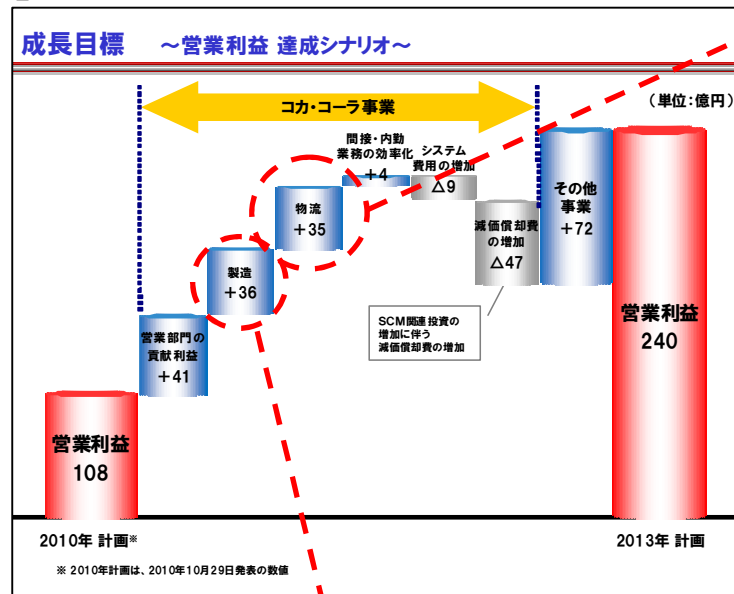 成長目標 ～営業利益 達成シナリオ～
（単位：億円）
コカ・コーラ事業
間接・内勤
業務の効率化
＋4
システム
費用の増加
△9
物流
＋35
製造
＋36
営業部門の
貢献利益
＋41
減価償却費
の増加
△47
その他
事業
＋72
SCM関連投資の
増加に伴う
減価償却費の増加
営業利益
108
営業利益
240
2010年 計画※
2013年 計画
※ 2010年計画は、2010年10月29日発表の数値